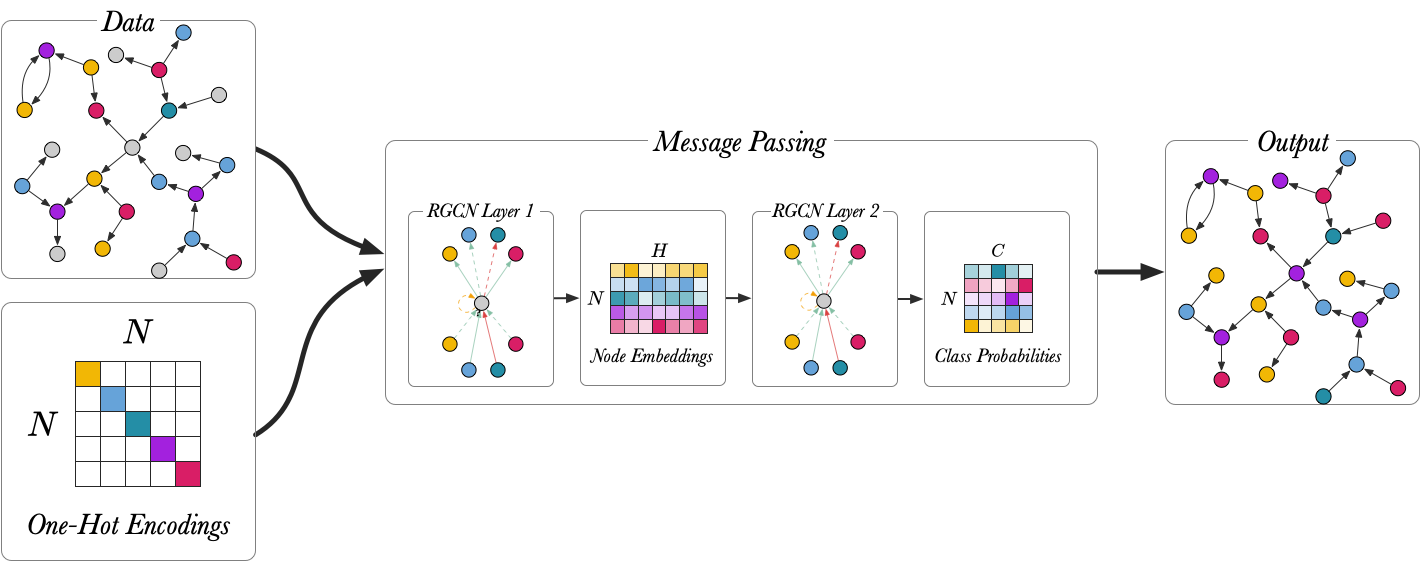 Data
N
N
One-Hot Encodings
Message Passing
RGCN Layer 1
H
N
Node Embeddings
RGCN Layer 2
C
N
Class Probabilities
Output